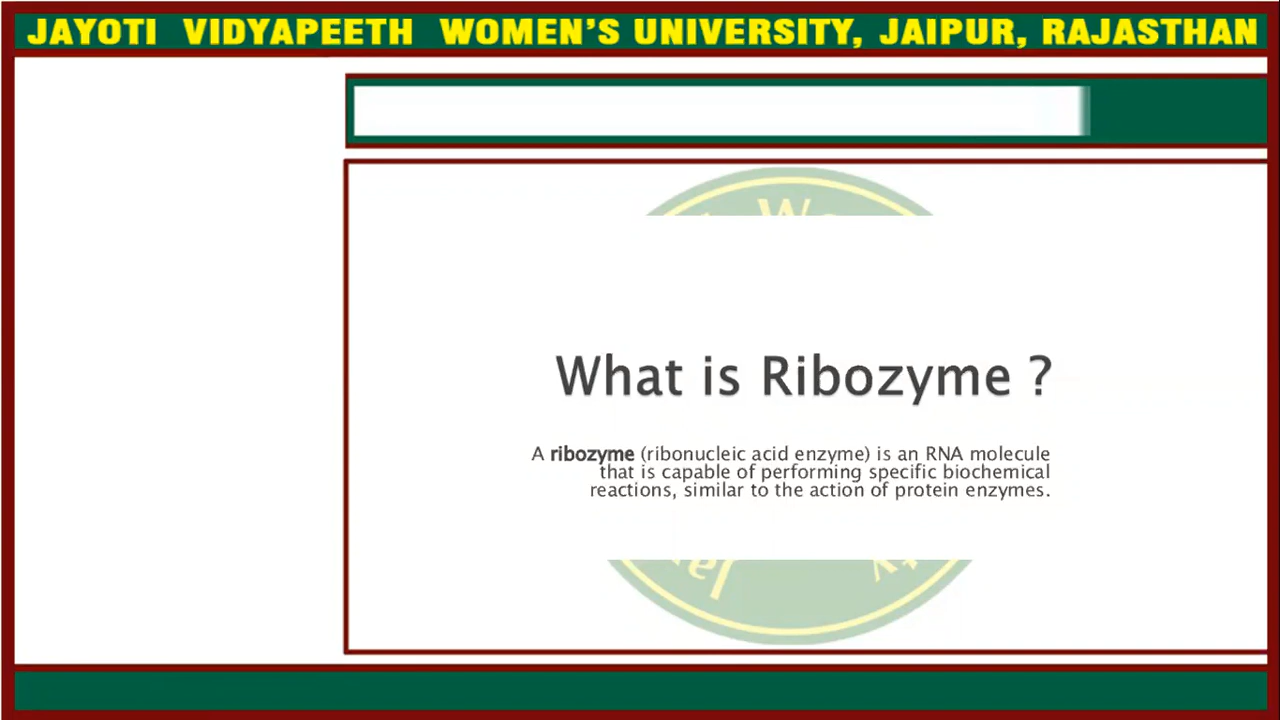 JAYOTI VIDYAPEETH WOMEN'S UNIVERSITY, JAIPUR, RAJASTHAN
What is Ribozyme ?
A ribozyme (ribonucleic acid enzyme) is an RNA molecule
that is capable of performing specific biochemical
reactions, similar to the action of protein enzymes.